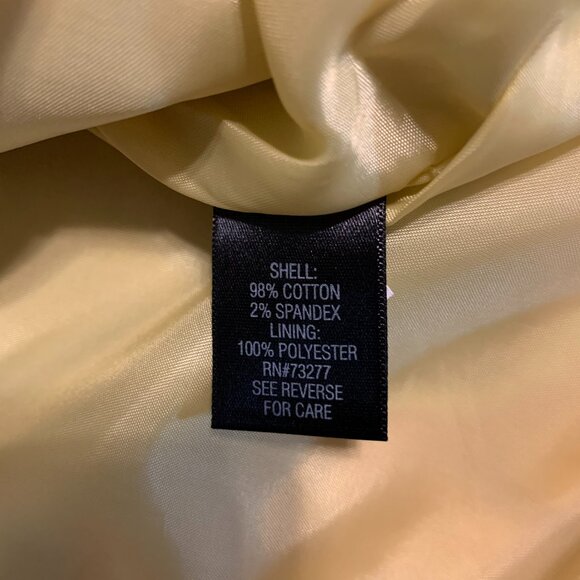 SHELL:
98% COTTON
2% SPANDEX
LINING:
100% POLYESTER
RN#73277
SEE REVERSE
FOR CARE